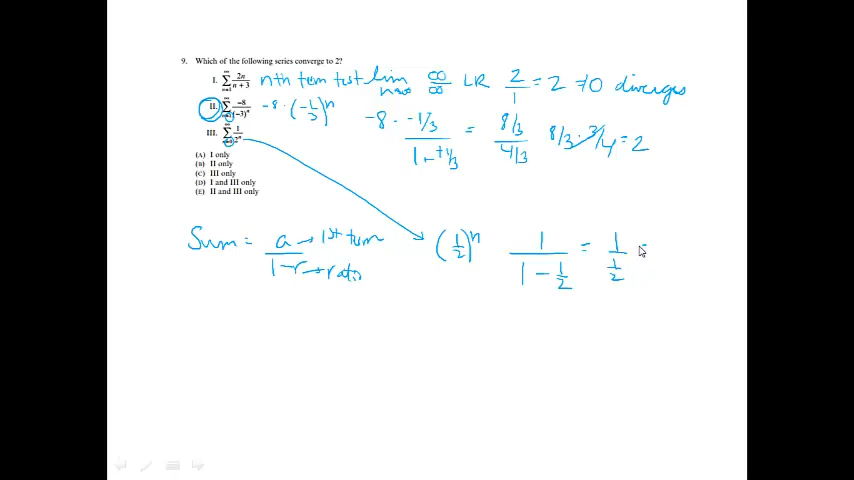 9. Which of the following series converge to 2?
I. ∞ Σ n=1 2n/(n + 3) nth term test lim n→∞ ∞/∞ LR 2/1 = 2 ≠0 diverges
II. ∞ Σ n=1 -8/(-3)^n -8 · (-1/3)^n -8 · -1/3 / 1 - +1/3 = 8/3 / 4/3 8/3 · 3/4 = 2
III. ∞ Σ 1/2^n
(A) I only
(B) II only
(C) III only
(D) I and III only
(E) II and III only
Sum = a → 1st term / 1 - r → ratio (1/2)^n 1 / 1 - 1/2 = 1 / 1/2 =